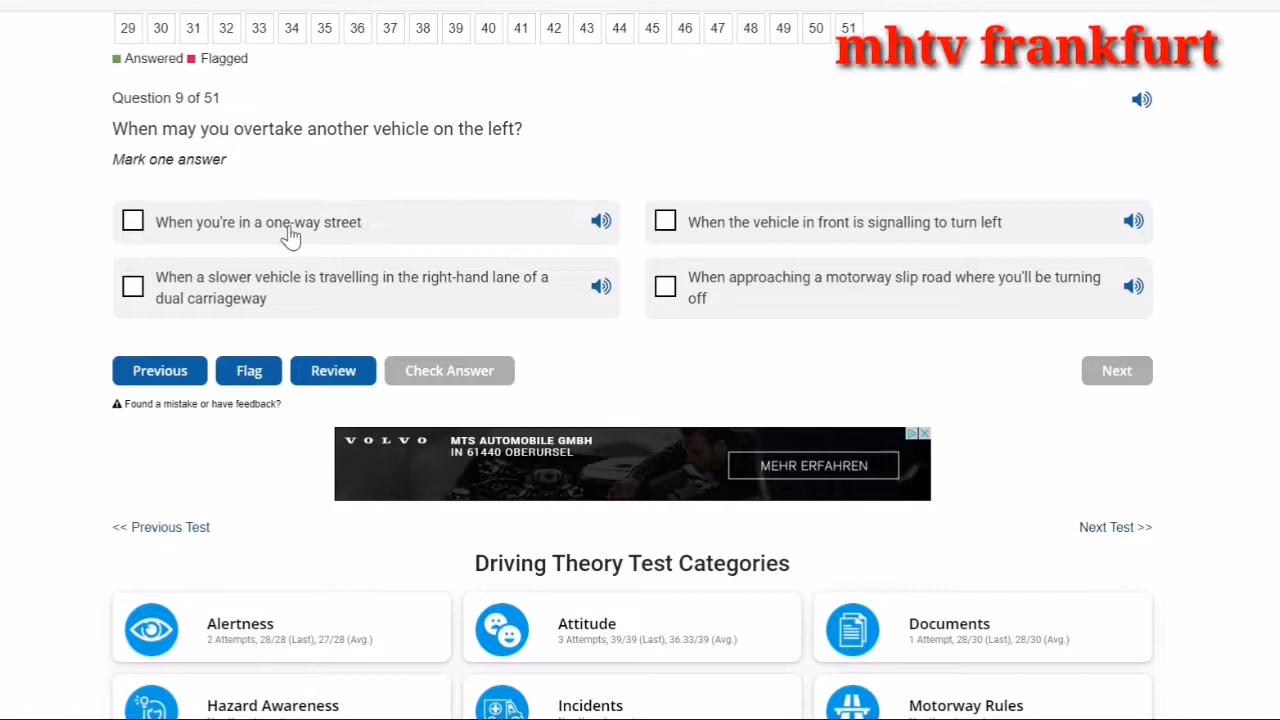 29 30 31 32 33 34 35 36 37 38 39 40 41 42 43 44 45 46 47 48 49 50 51
mhtv frankfurt
Answered Flagged
Question 9 of 51
When may you overtake another vehicle on the left?
Mark one answer
When you're in a one-way street
When the vehicle in front is signalling to turn left
When a slower vehicle is travelling in the right-hand lane of a
dual carriageway
When approaching a motorway slip road where you'll be turning
off
Previous Flag Review Check Answer Next
Found a mistake or have feedback?
VOLVO
MTS AUTOMOBILE GMBH
IN 61440 OBERURSEL
MEHR ERFAHREN
<< Previous Test Next Test >>
Driving Theory Test Categories
Alertness
2 Attempts, 28/28 (Last), 27/28 (Avg.)
Attitude
3 Attempts, 39/39 (Last), 36.33/39 (Avg.)
Documents
1 Attempt, 28/30 (Last), 28/30 (Avg.)
Hazard Awareness
Incidents
Motorway Rules